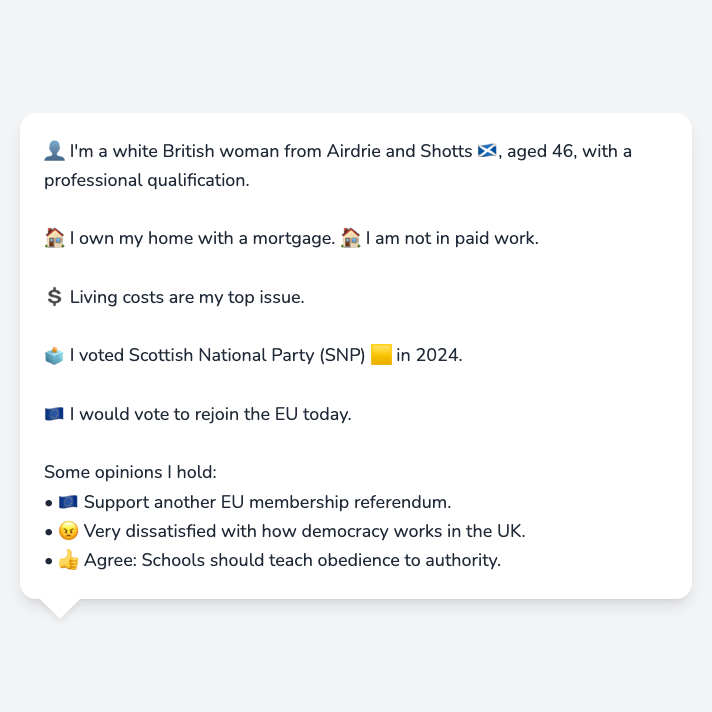 👤 I'm a white British woman from Airdrie and Shotts 🏴󠁧󠁢󠁳󠁣󠁴󠁿, aged 46, with a
professional qualification.
🏠 I own my home with a mortgage. 🏠 I am not in paid work.
💲 Living costs are my top issue.
🗳️ I voted Scottish National Party (SNP) 🟨 in 2024.
🇪🇺 I would vote to rejoin the EU today.
Some opinions I hold:
• 🇪🇺 Support another EU membership referendum.
• 😠 Very dissatisfied with how democracy works in the UK.
• 👍 Agree: Schools should teach obedience to authority.